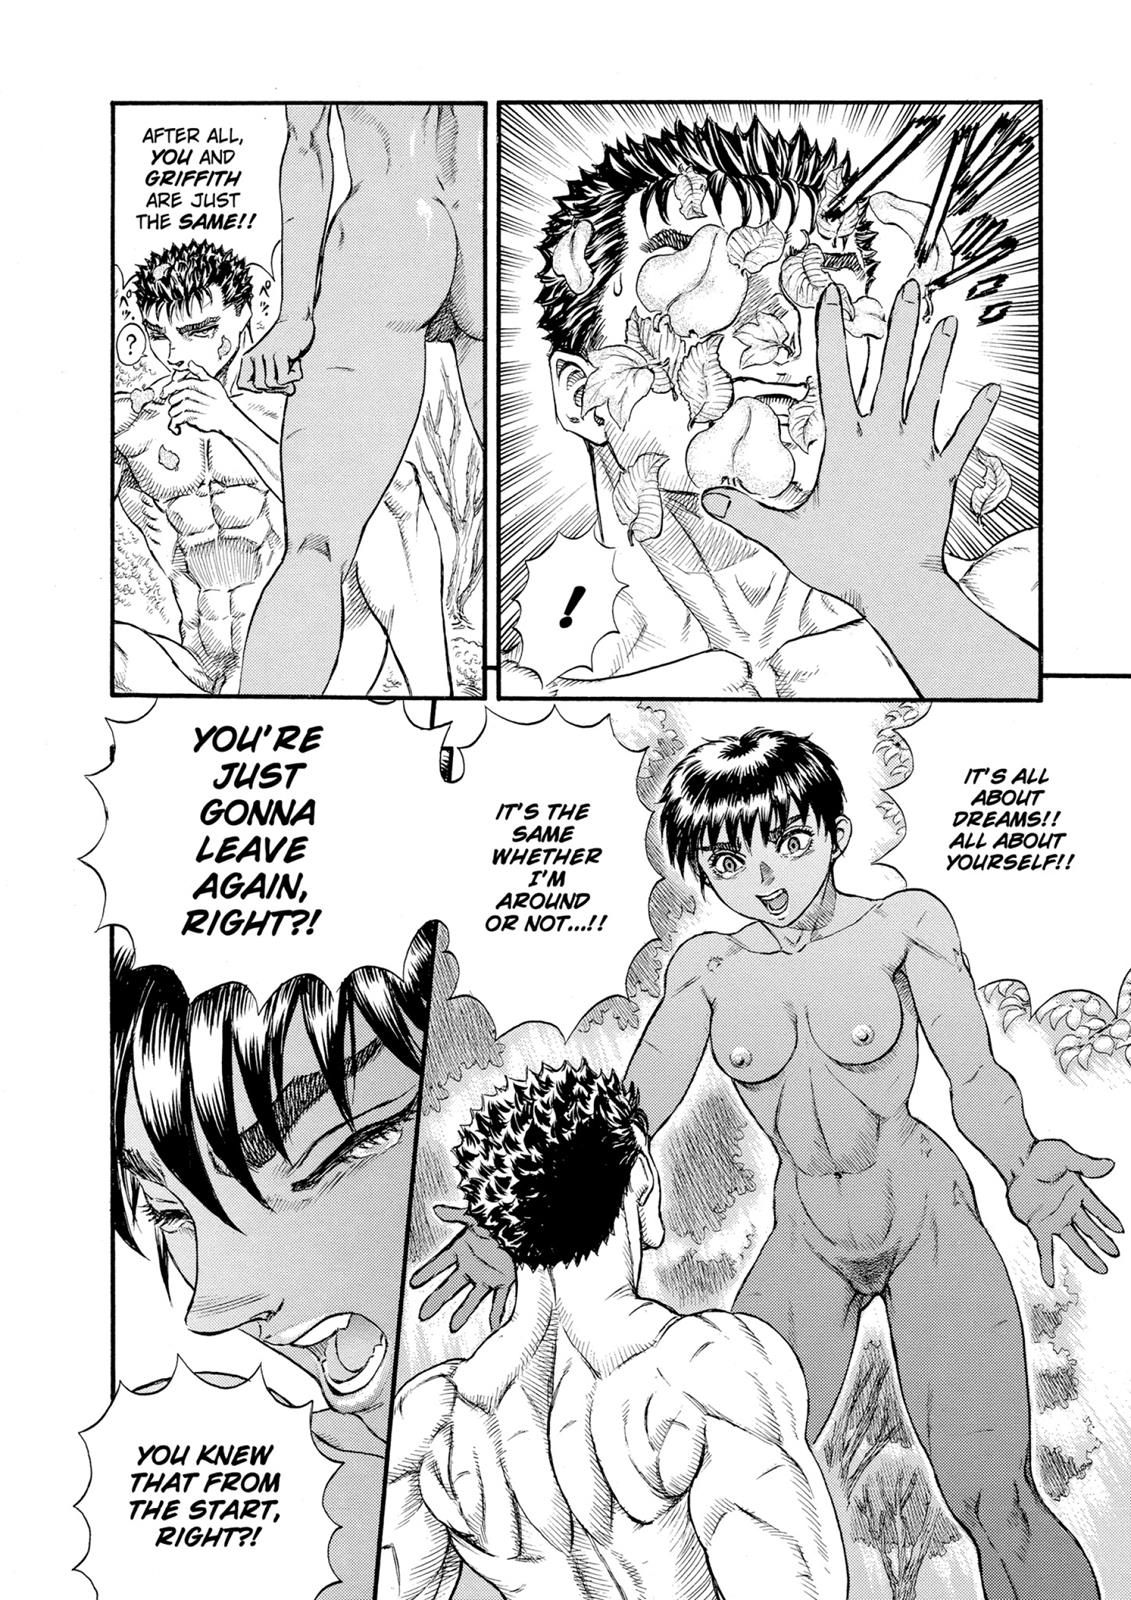 !
AFTER ALL,
YOU AND
GRIFFITH
ARE JUST
THE SAME!!
?
IT'S ALL
ABOUT
DREAMS!!
ALL ABOUT
YOURSELF!!
IT'S THE
SAME
WHETHER
I'M
AROUND
OR NOT...!!
YOU'RE
JUST
GONNA
LEAVE
AGAIN,
RIGHT?!
YOU KNEW
THAT FROM
THE START,
RIGHT?!